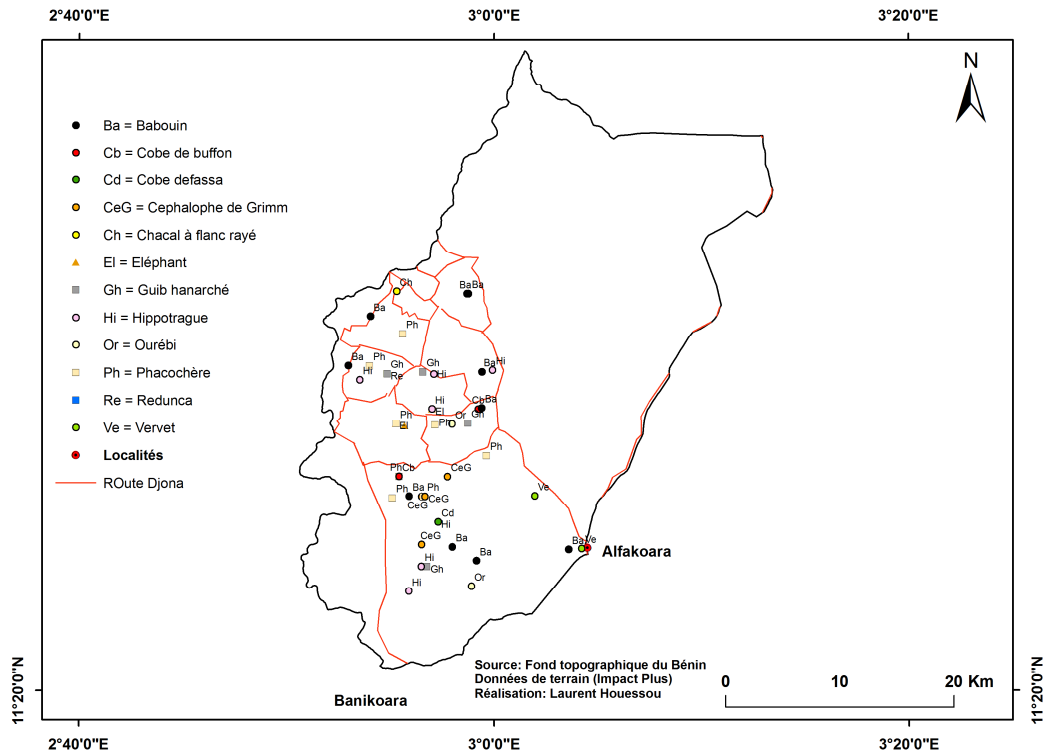 2°40'0"E
3°0'0"E
3°20'0"E
N
Ba = Babouin
Cb = Cobe de buffon
Cd = Cobe defassa
CeG = Cephalophe de Grimm
Ch = Chacal à flanc rayé
El = Eléphant
Gh = Guib hanarché
Hi = Hippotrague
Or = Ourébi
Ph = Phacochère
Re = Redunca
Ve = Vervet
Localités
ROute Djona
Ch
BaBa
Ba
Ph
Ba
Ph
Gh
Gh
Ba
Hi
Hi
Re
Hi
Hi
Ba
El
Ph
Or
Gh
El
Ph
Ph
PhCb
CeG
Ph
Ba
Ph
CeG
CeG
Ve
Cd
Hi
CeG
Ba
Ba
Ve
Alfakoara
Hi
Gh
Ba
Hi
Or
Source: Fond topographique du Bénin
Données de terrain (Impact Plus)
Réalisation: Laurent Houessou
0
10
20 Km
Banikoara
11°20'0"N
11°20'0"N
2°40'0"E
3°0'0"E
3°20'0"E